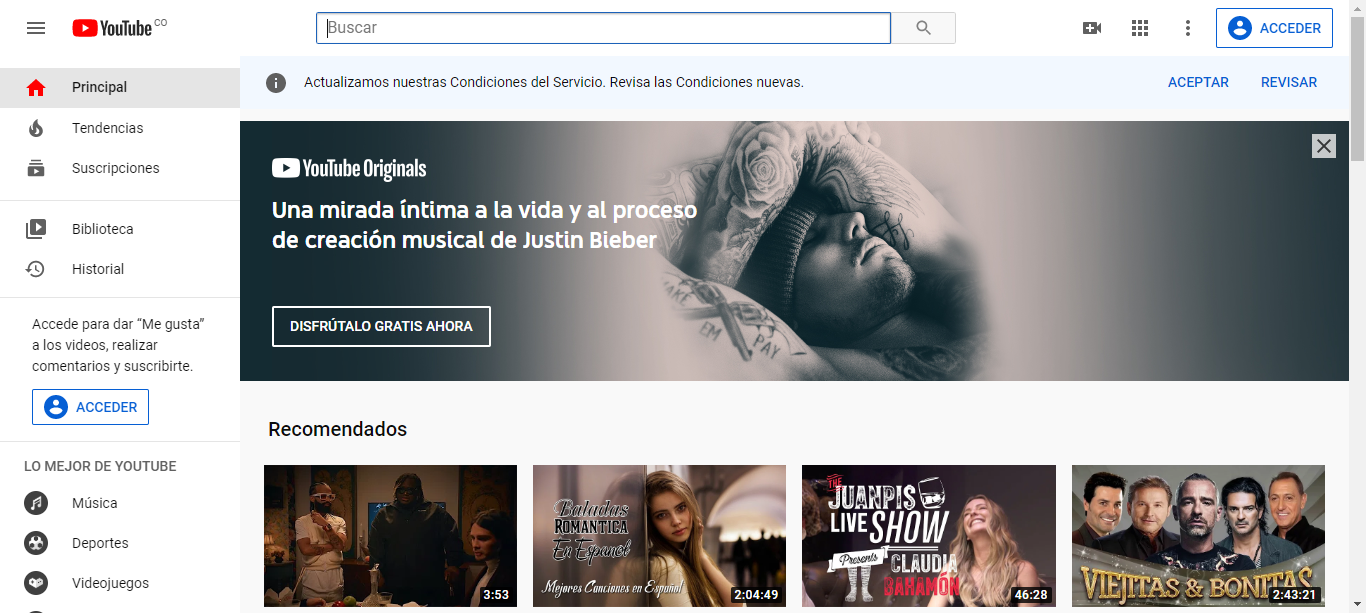 YouTube CO
Buscar
ACCEDER
Principal
Tendencias
Suscripciones
Biblioteca
Historial
Accede para dar “Me gusta”
a los videos, realizar
comentarios y suscribirte.
ACCEDER
LO MEJOR DE YOUTUBE
Música
Deportes
Videojuegos
Actualizamos nuestras Condiciones del Servicio. Revisa las Condiciones nuevas.
ACEPTAR
REVISAR
YouTube Originals
Una mirada íntima a la vida y al proceso
de creación musical de Justin Bieber
DISFRÚTALO GRATIS AHORA
MAKE
EM
PAY
Recomendados
3:53
Baladas
ROMANTICA
En Espanol
Mejores Canciones en Español
2:04:49
THE
JUANPIS
LIVE SHOW
Presents
CLAUDIA
BAHAMÓN
46:28
VIEJITAS & BONITAS
2:43:21